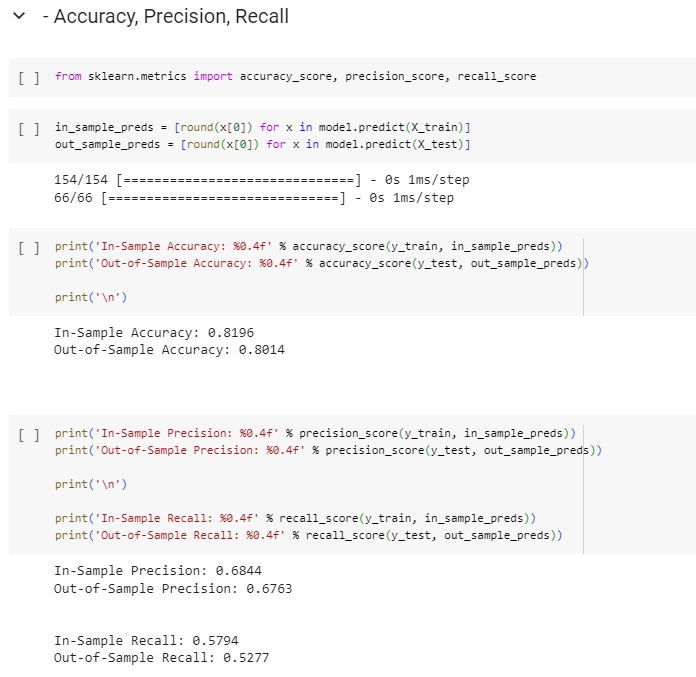 - Accuracy, Precision, Recall
[ ] from sklearn.metrics import accuracy_score, precision_score, recall_score
[ ] in_sample_preds = [round(x[0]) for x in model.predict(X_train)]
out_sample_preds = [round(x[0]) for x in model.predict(X_test)]
154/154 [==============================] - 0s 1ms/step
66/66 [==============================] - 0s 1ms/step
[ ] print('In-Sample Accuracy: %0.4f' % accuracy_score(y_train, in_sample_preds))
print('Out-of-Sample Accuracy: %0.4f' % accuracy_score(y_test, out_sample_preds))
print('\n')
In-Sample Accuracy: 0.8196
Out-of-Sample Accuracy: 0.8014
[ ] print('In-Sample Precision: %0.4f' % precision_score(y_train, in_sample_preds))
print('Out-of-Sample Precision: %0.4f' % precision_score(y_test, out_sample_preds))
print('\n')
print('In-Sample Recall: %0.4f' % recall_score(y_train, in_sample_preds))
print('Out-of-Sample Recall: %0.4f' % recall_score(y_test, out_sample_preds))
In-Sample Precision: 0.6844
Out-of-Sample Precision: 0.6763
In-Sample Recall: 0.5794
Out-of-Sample Recall: 0.5277